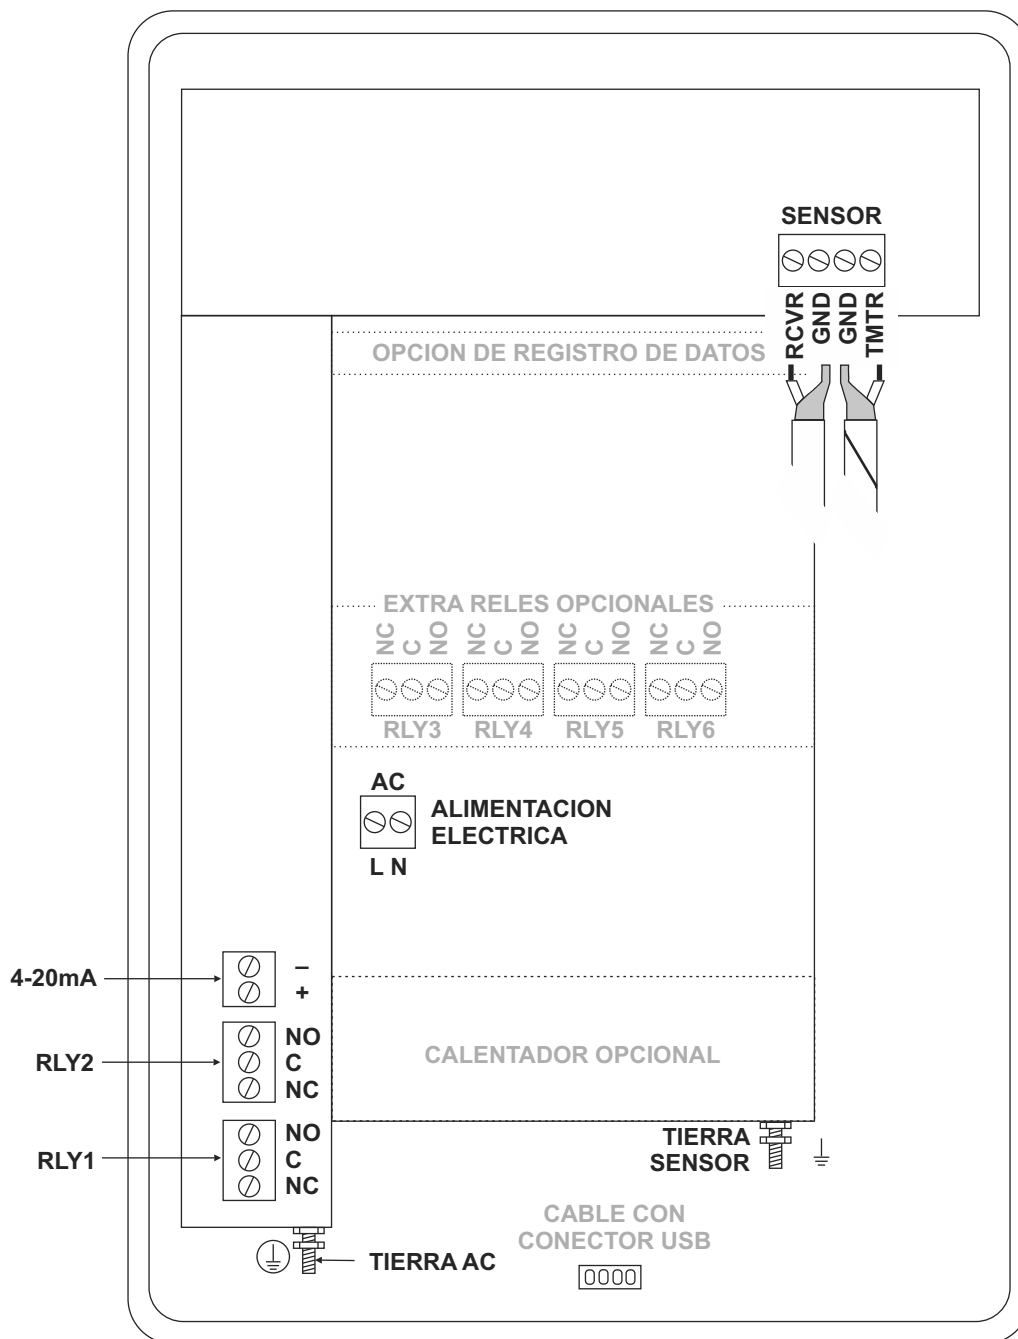 SENSOR
RCVR
GND
GND
TMTR
OPCION DE REGISTRO DE DATOS
EXTRA RELES OPCIONALES
NC C NO NC C NO NC C NO NC C NO
RLY3 RLY4 RLY5 RLY6
AC
ALIMENTACION
ELECTRICA
L N
4-20mA
–
+
RLY2
NO
C
NC
CALENTADOR OPCIONAL
RLY1
NO
C
NC
TIERRA
SENSOR
CABLE CON
CONECTOR USB
TIERRA AC